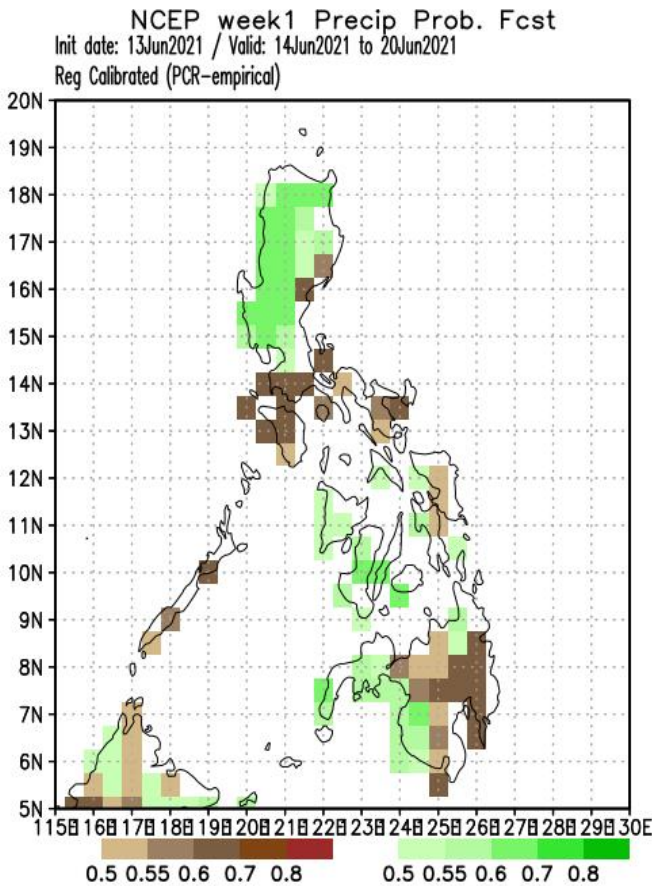 NCEP week1 Precip Prob. Fcst
Init date: 13Jun2021 / Valid: 14Jun2021 to 20Jun2021
Reg Calibrated (PCR-empirical)
20N
19N
18N
17N
16N
15N
14N
13N
12N
11N
10N
9N
8N
7N
6N
5N
115E 116E 117E 118E 119E 120E 121E 122E 123E 124E 125E 126E 127E 128E 129E 130E
0.5 0.55 0.6 0.7 0.8 0.5 0.55 0.6 0.7 0.8